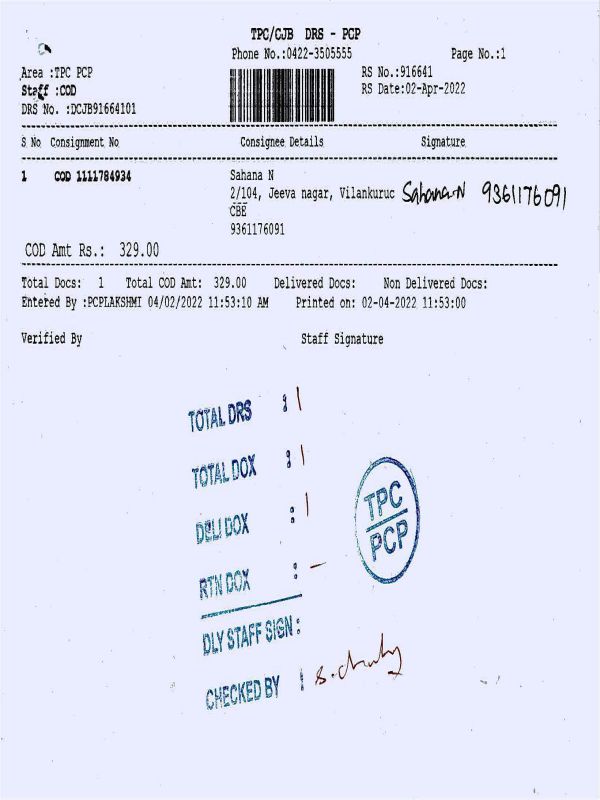 TPC/CJB DRS - PCP
Phone No.:0422-3505555 Page No.:1
Area :TPC PCP RS No.:916641
Staff :COD RS Date:02-Apr-2022
DRS No. :DCJB91664101
S No Consignment No Consignee Details Signature
1 COD 1111784934 Sahana N
2/104, Jeeva nagar, Vilankuruc Sahana.N 9361176091
CBE
9361176091
COD Amt Rs.: 329.00
Total Docs: 1 Total COD Amt: 329.00 Delivered Docs: Non Delivered Docs:
Entered By :PCPLAKSHMI 04/02/2022 11:53:10 AM Printed on: 02-04-2022 11:53:00
Verified By Staff Signature
TOTAL DRS : 1
TOTAL DOX : 1
DELI DOX : 1
RTN DOX : –
TPC
PCP
DLY STAFF SIGN :
CHECKED BY :